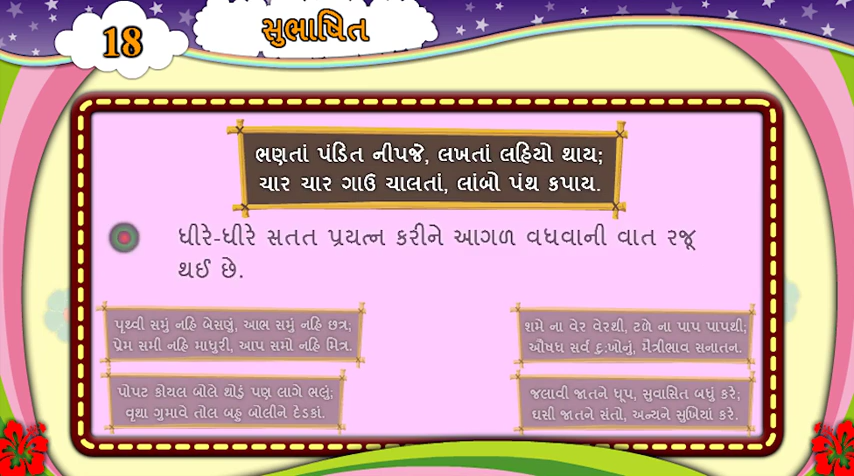 18
સુભાષિત
ભણતાં પંડિત નીપજે, લખતાં લહિયો થાય;
ચાર ચાર ગાઉ ચાલતાં, લાંબો પંથ કપાય.
ધીરે-ધીરે સતત પ્રયત્ન કરીને આગળ વધવાની વાત રજૂ
થઈ છે.
પૃથ્વી સમું નહિ બેસણું, આભ સમું નહિ છત્ર;
પ્રેમ સમી નહિ માધુરી, આપ સમો નહિ મિત્ર.
શમે ના વેર વેરથી, ટળે ના પાપ પાપથી;
ઔષધ સર્વ દુ:ખોનું, મૈત્રીભાવ સનાતન.
પોપટ કોયલ બોલે થોડું પણ લાગે ભલું;
વૃથા ગુમાવે તોલ બહુ બોલીને દેડકાં.
જલાવી જાતને ધૂપ, સુવાસિત બધું કરે;
ઘસી જાતને સંતો, અન્યને સુખિયાં કરે.